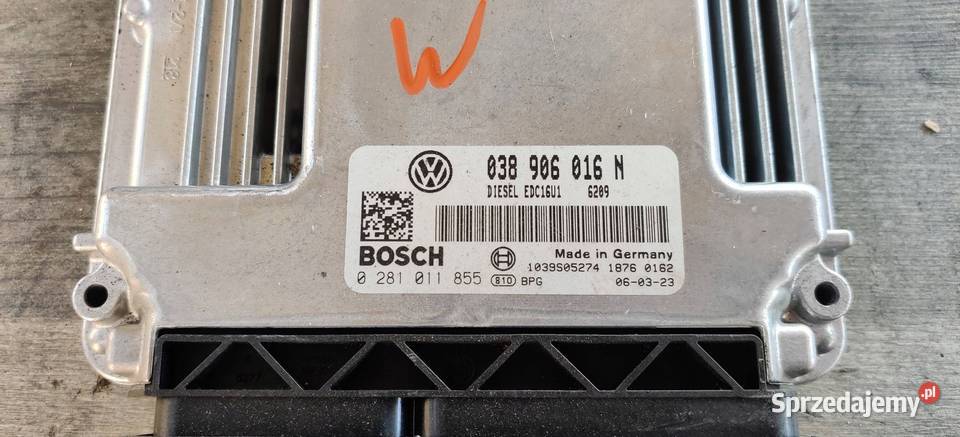 W
038 906 016 N
DIESEL EDC16U1 6209
BOSCH
Made in Germany
0 281 011 855
1039S05274 1876 0162
810 BPG 06-03-23
Sprzedajemy.pl